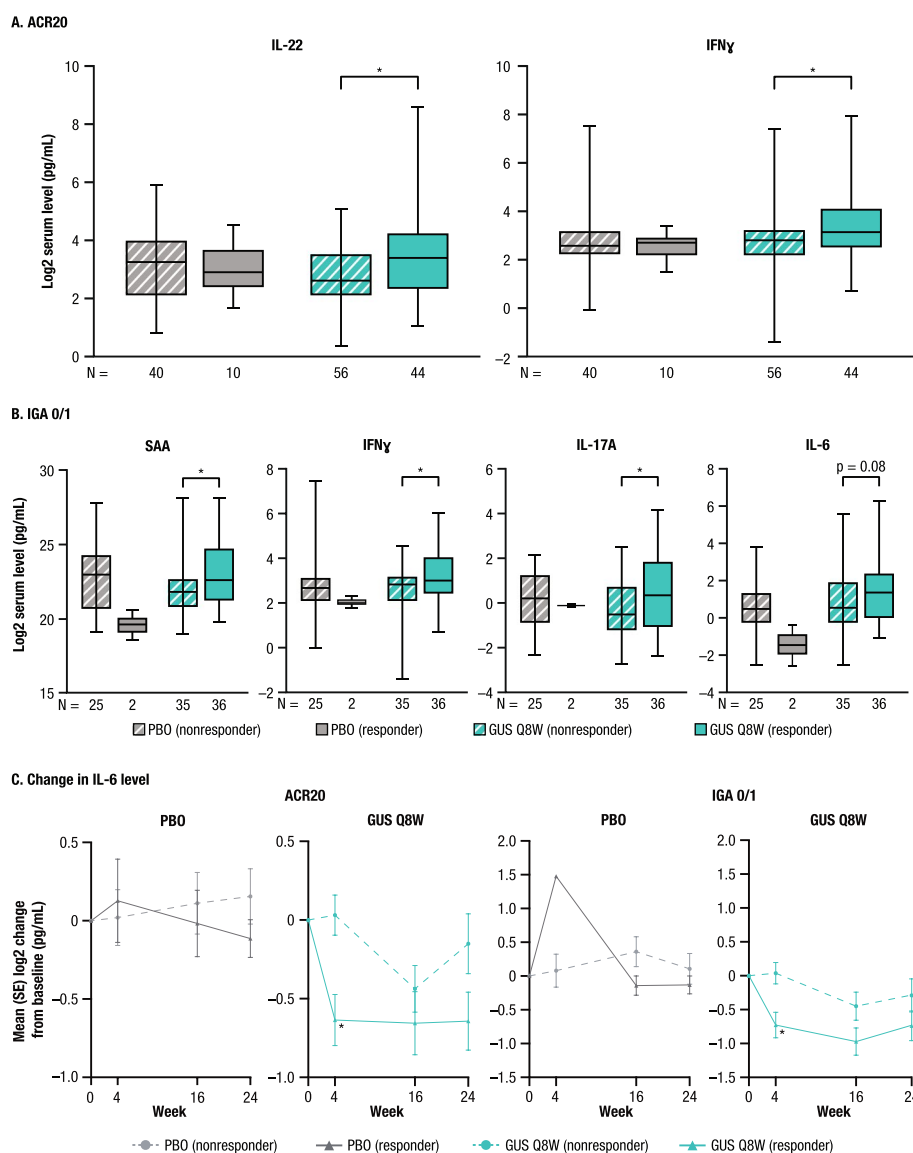 A. ACR20
IL-22
IFNɣ
Log2 serum level (pg/mL)
10
8
6
4
2
0
*
N = 40 10 56 44
10
8
6
4
2
0
−2
*
N = 40 10 56 44
B. IGA 0/1
SAA
IFNɣ
IL-17A
IL-6
Log2 serum level (pg/mL)
30
25
20
15
*
N = 25 2 35 36
8
6
4
2
0
−2
*
N = 25 2 35 36
6
4
2
0
−2
−4
*
N = 25 2 35 36
8
6
4
2
0
−2
−4
p = 0.08
N = 25 2 35 36
PBO (nonresponder) PBO (responder) GUS Q8W (nonresponder) GUS Q8W (responder)
C. Change in IL-6 level
ACR20
IGA 0/1
PBO
GUS Q8W
PBO
GUS Q8W
Mean (SE) log2 change
from baseline (pg/mL)
0.5
0
−0.5
−1.0
0 4 16 24
Week
0.5
0
−0.5
−1.0
*
0 4 16 24
Week
2.0
1.5
1.0
0.5
0
−0.5
−1.0
−1.5
0 4 16 24
Week
2.0
1.5
1.0
0.5
0
−0.5
−1.0
−1.5
*
0 4 16 24
Week
PBO (nonresponder) PBO (responder) GUS Q8W (nonresponder) GUS Q8W (responder)